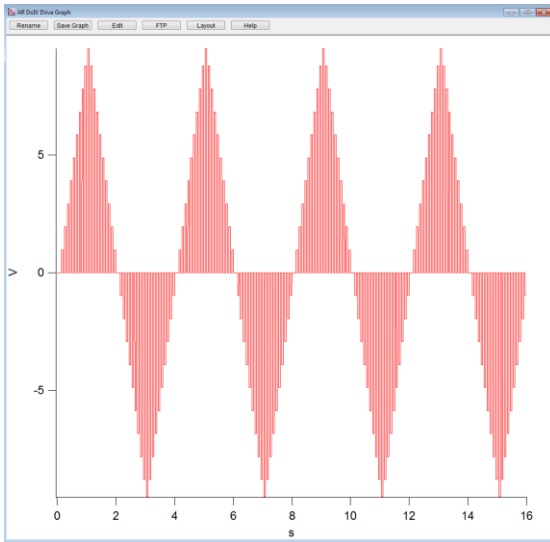 AR DoIV Drive Graph
Rename Save Graph Edit FTP Layout Help
5
V
0
-5
0 2 4 6 8 10 12 14 16
s